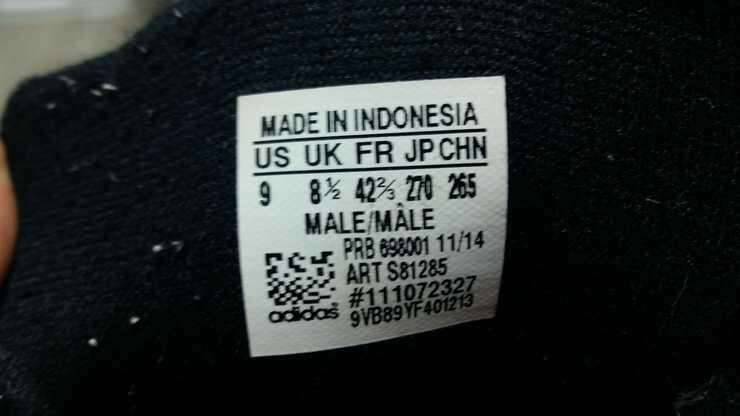 MADE IN INDONESIA
US UK FR JP CHN
9 8½ 42⅔ 270 265
MALE/MÂLE
PRB 698001 11/14
ART S81285
#111072327
adidas 9VB89YF401213